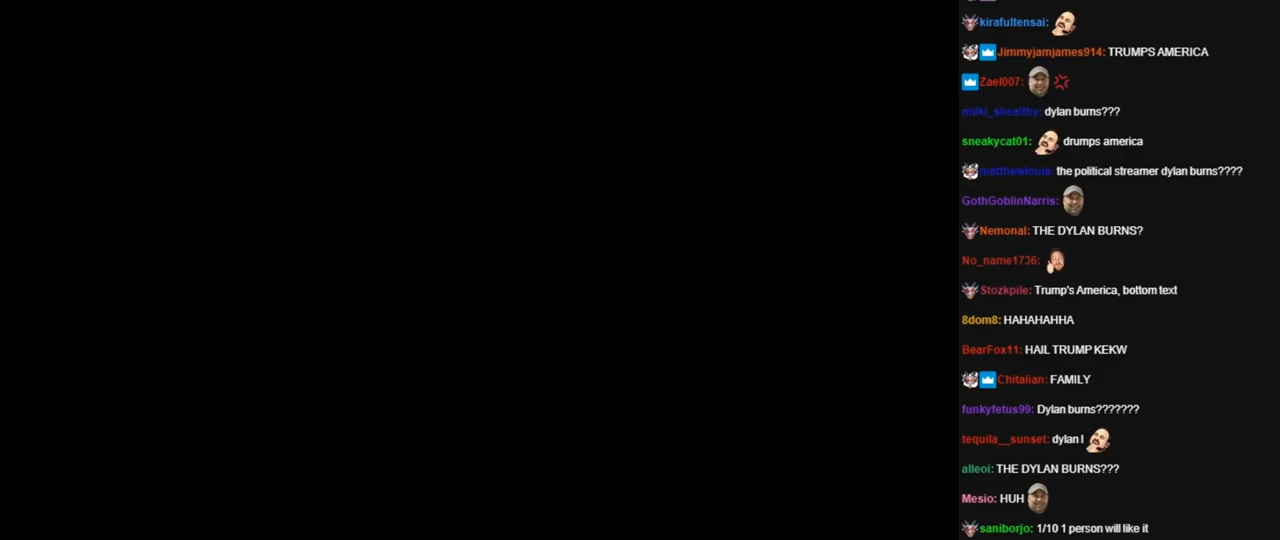 kirafultensai:
Jimmyjamjames914: TRUMPS AMERICA
Zael007:
milki_shealthy: dylan burns???
sneakycat01: drumps america
matthewlouis: the political streamer dylan burns????
GothGoblinNarris:
Nemonal: THE DYLAN BURNS?
No_name1736:
Stozkpile: Trump's America, bottom text
8dom8: HAHAHAHHA
BearFox11: HAIL TRUMP KEKW
Chitalian: FAMILY
funkyfetus99: Dylan burns???????
tequila__sunset: dylan l
alleoi: THE DYLAN BURNS???
Mesio: HUH
saniborjo: 1/10 1 person will like it